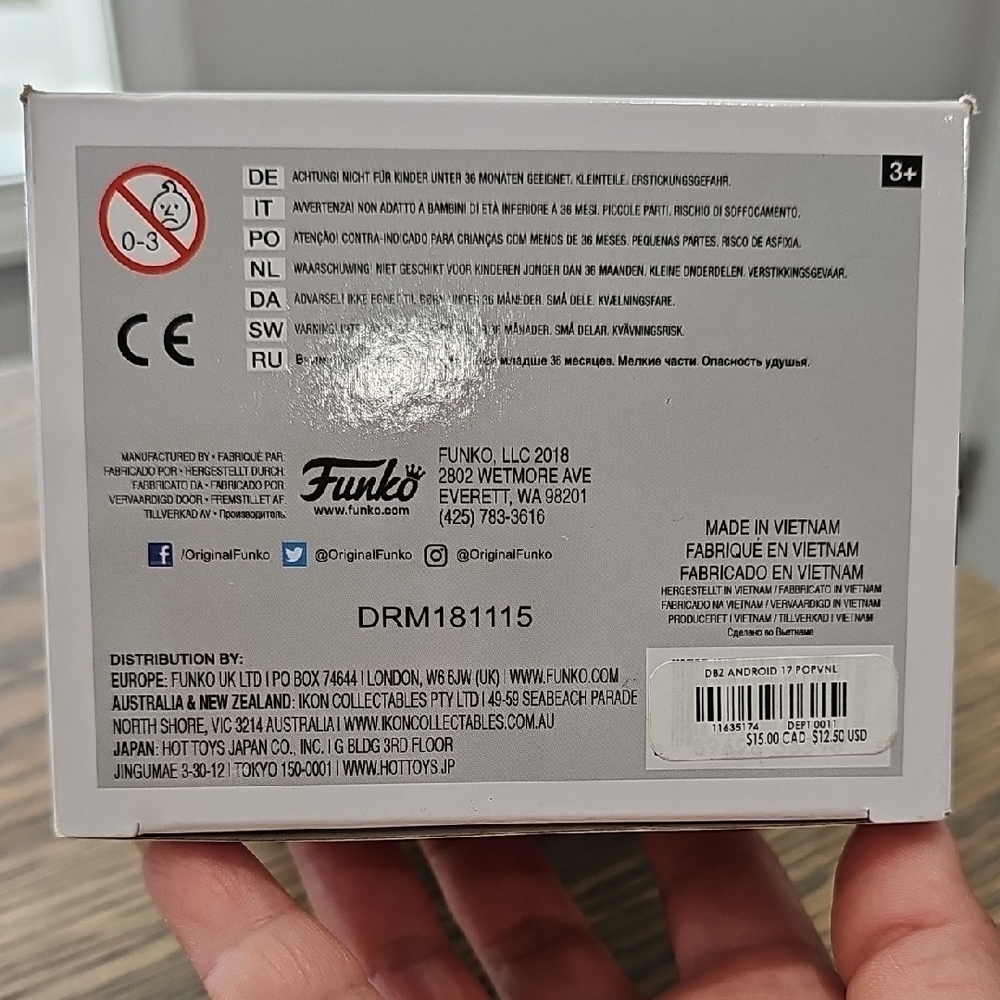 3+
0-3
DE ACHTUNG! NICHT FÜR KINDER UNTER 36 MONATEN GEEIGNET. KLEINTEILE. ERSTICKUNGSGEFAHR.
IT AVVERTENZA! NON ADATTO A BAMBINI DI ETÀ INFERIORE A 36 MESI. PICCOLE PARTI. RISCHIO DI SOFFOCAMENTO.
PO ATENÇÃO! CONTRA-INDICADO PARA CRIANÇAS COM MENOS DE 36 MESES. PEQUENAS PARTES. RISCO DE ASFIXIA.
NL WAARSCHUWING! NIET GESCHIKT VOOR KINDEREN JONGER DAN 36 MAANDEN. KLEINE ONDERDELEN. VERSTIKKINGSGEVAAR.
DA ADVARSEL! IKKE EGNET TIL BØRN UNDER 36 MÅNEDER. SMÅ DELE. KVÆLNINGSFARE.
SW VARNING! 36 MÅNADER. SMÅ DELAR. KVÄVNINGSRISK.
RU младше 36 месяцев. Мелкие части. Опасность удушья.
CE
MANUFACTURED BY • FABRIQUÉ PAR
FABRICADO POR • HERGESTELLT DURCH
FABBRICATO DA • FABRICADO POR
VERVAARDIGD DOOR • FREMSTILLET AF
TILLVERKAD AV • Производитель
Funko
www.funko.com
FUNKO, LLC 2018
2802 WETMORE AVE
EVERETT, WA 98201
(425) 783-3616
/OriginalFunko @OriginalFunko @OriginalFunko
MADE IN VIETNAM
FABRIQUÉ EN VIETNAM
FABRICADO EN VIETNAM
HERGESTELLT IN VIETNAM / FABBRICATO IN VIETNAM
FABRICADO NA VIETNAM / VERVAARDIGD IN VIETNAM
PRODUCERET I VIETNAM / TILLVERKAD I VIETNAM
Сделано во Вьетнаме
DRM181115
DISTRIBUTION BY:
EUROPE: FUNKO UK LTD | PO BOX 74644 | LONDON, W6 6JW (UK) | WWW.FUNKO.COM
AUSTRALIA & NEW ZEALAND: IKON COLLECTABLES PTY LTD | 49-59 SEABEACH PARADE
NORTH SHORE, VIC 3214 AUSTRALIA | WWW.IKONCOLLECTABLES.COM.AU
JAPAN: HOT TOYS JAPAN CO., INC. | G BLDG 3RD FLOOR
JINGUMAE 3-30-12 | TOKYO 150-0001 | WWW.HOTTOYS.JP
DBZ ANDROID 17 POPVNL
11635174 DEPT 0011
$15.00 CAD $12.50 USD